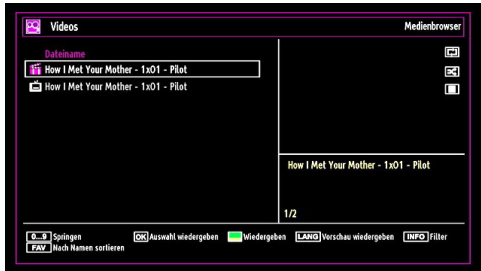 Videos Medienbrowser
Dateiname
How I Met Your Mother - 1x01 - Pilot
How I Met Your Mother - 1x01 - Pilot
How I Met Your Mother - 1x01 - Pilot
1/2
0...9 Springen OK Auswahl wiedergeben Wiedergeben LANG Vorschau wiedergeben INFO Filter
FAV Nach Namen sortieren